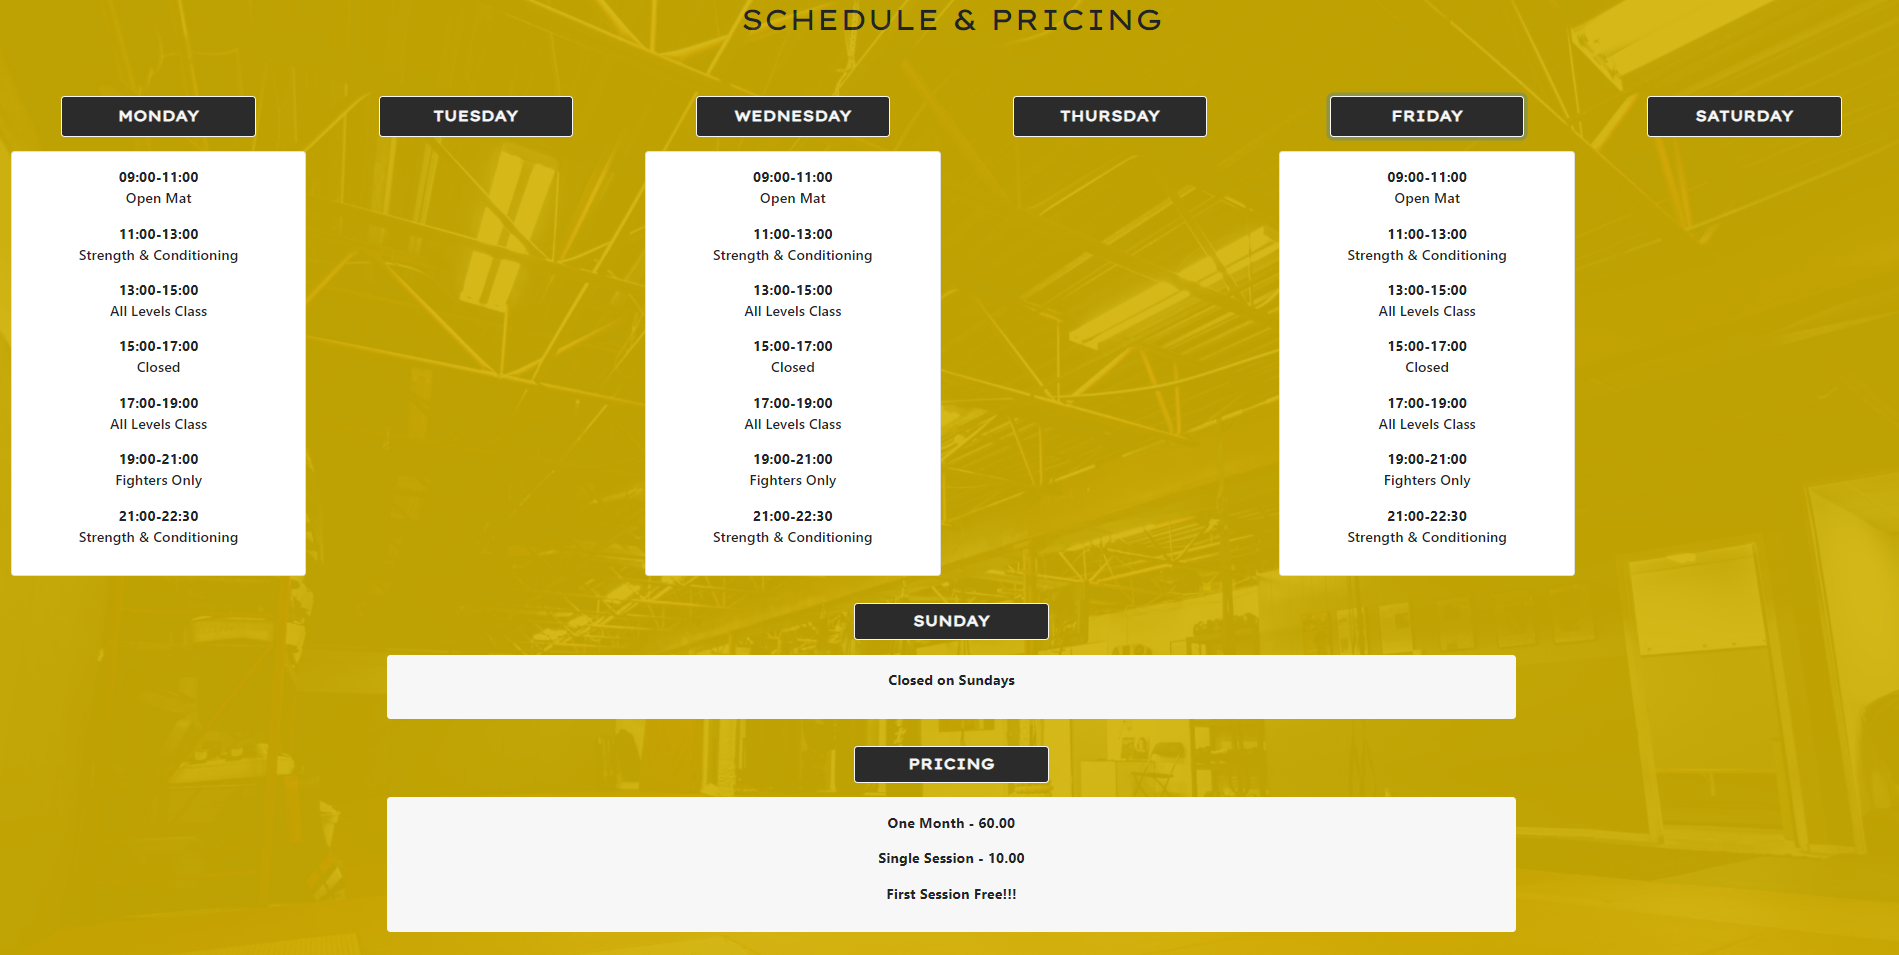 SCHEDULE & PRICING
MONDAY
09:00-11:00
Open Mat
11:00-13:00
Strength & Conditioning
13:00-15:00
All Levels Class
15:00-17:00
Closed
17:00-19:00
All Levels Class
19:00-21:00
Fighters Only
21:00-22:30
Strength & Conditioning
TUESDAY
WEDNESDAY
09:00-11:00
Open Mat
11:00-13:00
Strength & Conditioning
13:00-15:00
All Levels Class
15:00-17:00
Closed
17:00-19:00
All Levels Class
19:00-21:00
Fighters Only
21:00-22:30
Strength & Conditioning
THURSDAY
FRIDAY
09:00-11:00
Open Mat
11:00-13:00
Strength & Conditioning
13:00-15:00
All Levels Class
15:00-17:00
Closed
17:00-19:00
All Levels Class
19:00-21:00
Fighters Only
21:00-22:30
Strength & Conditioning
SATURDAY
SUNDAY
Closed on Sundays
PRICING
One Month - 60.00
Single Session - 10.00
First Session Free!!!